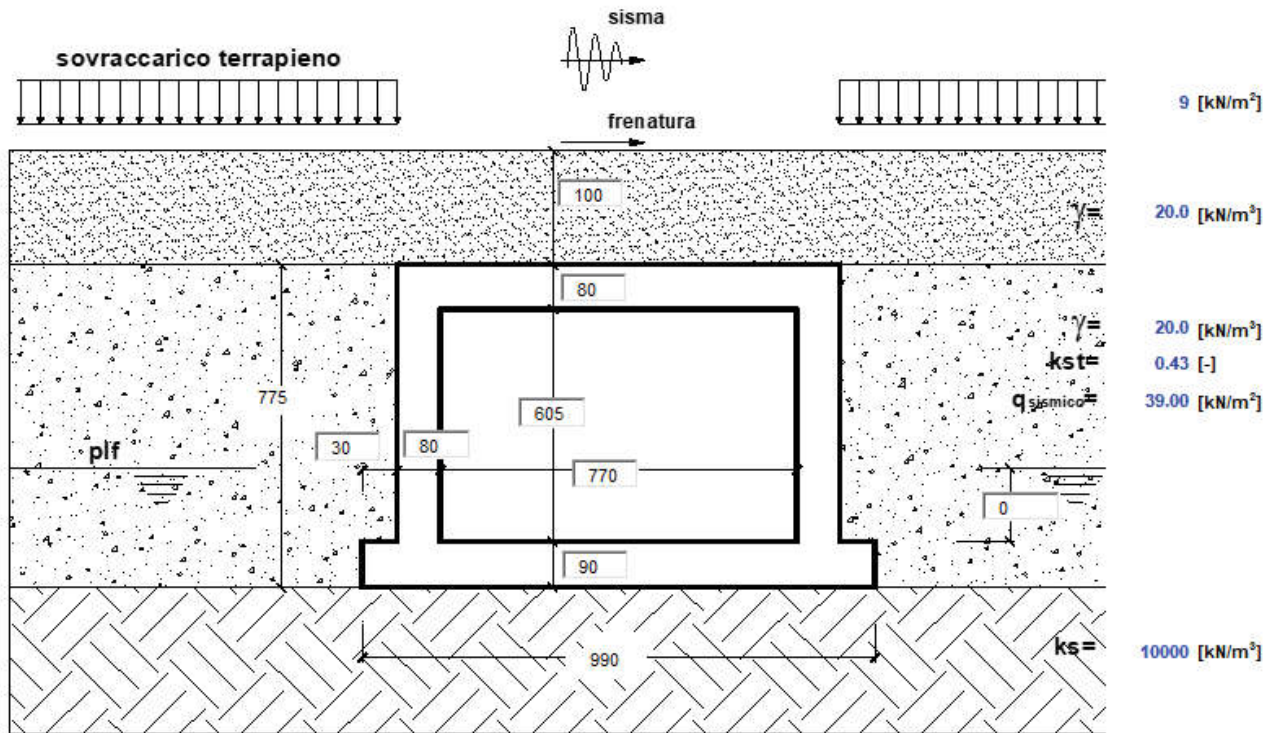 sisma
sovraccarico terrapieno
9 [kN/m²]
frenatura
100
γ= 20.0 [kN/m³]
80
γ= 20.0 [kN/m³]
kst= 0.43 [-]
775
q sismico= 39.00 [kN/m²]
605
30
80
plf
770
0
90
ks= 10000 [kN/m³]
990